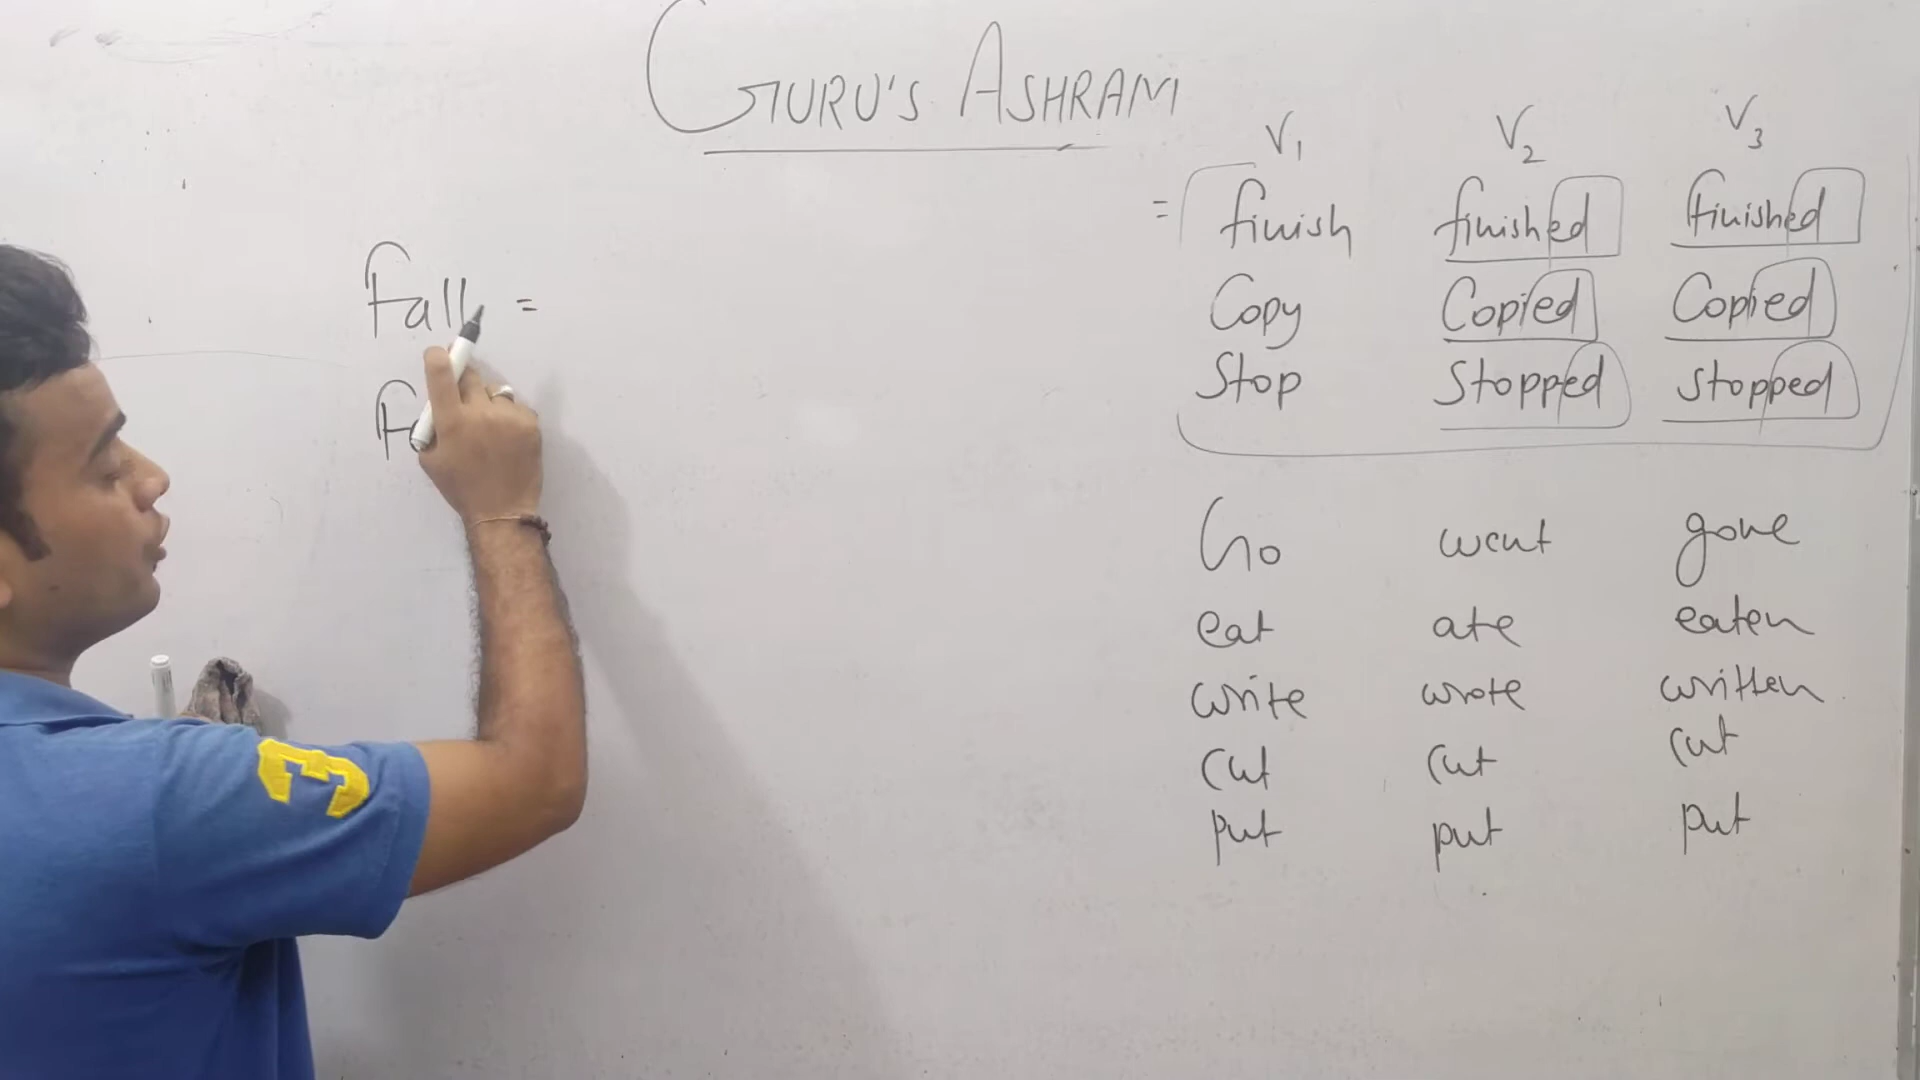 GURU'S ASHRAM
V1 V2 V3
= finish finished finished
Copy Copied Copied
Stop Stopped stopped
Fall =
Go went gone
eat ate eaten
write wrote written
cut cut cut
put put put
3